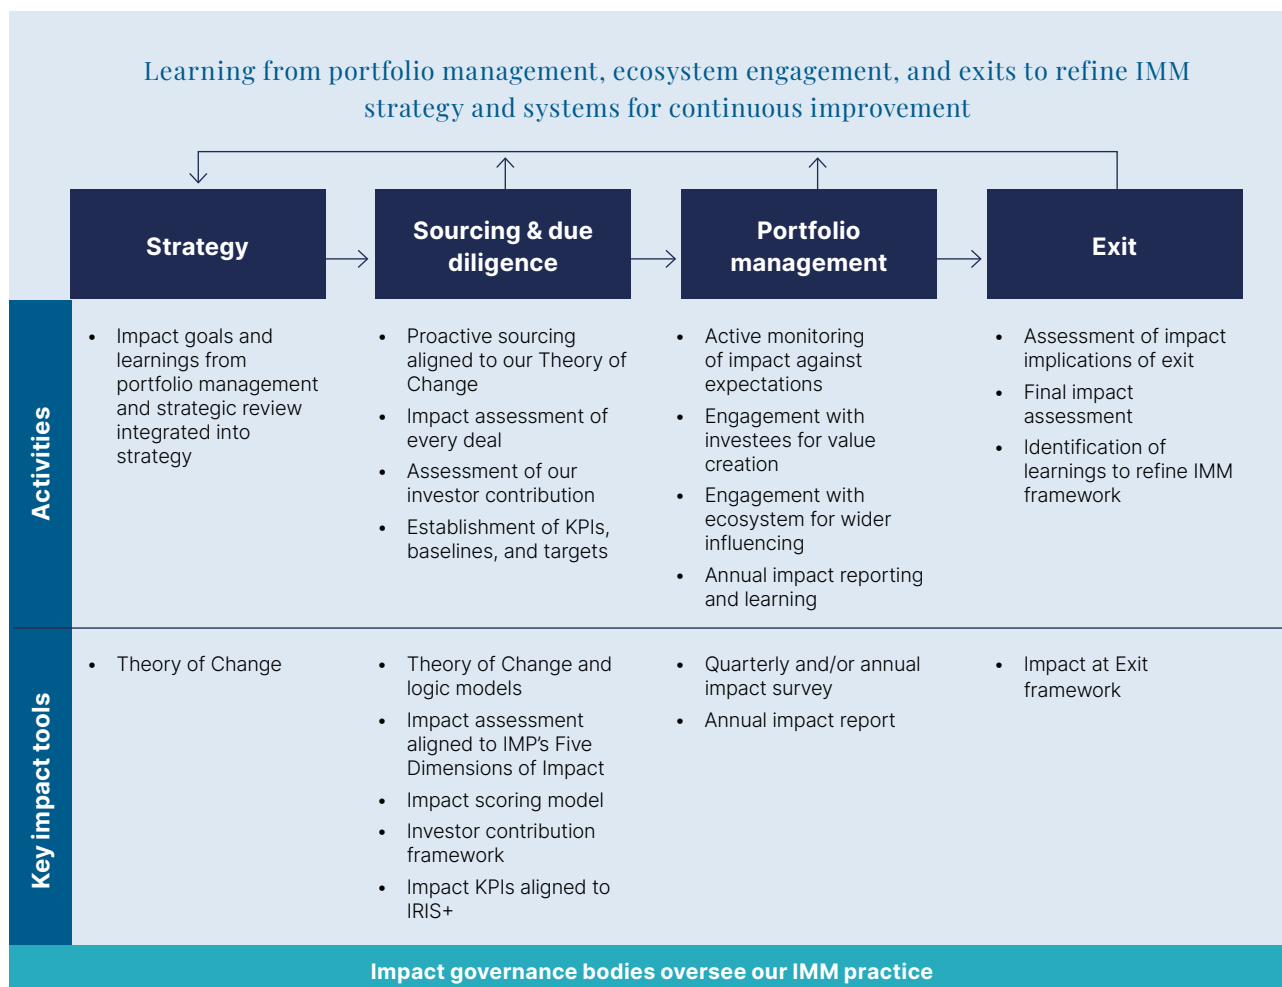 Learning from portfolio management, ecosystem engagement, and exits to refine IMM
strategy and systems for continuous improvement
Strategy
Sourcing & due
diligence
Portfolio
management
Exit
Activities
• Impact goals and
learnings from
portfolio management
and strategic review
integrated into
strategy
• Proactive sourcing
aligned to our Theory of
Change
• Impact assessment of
every deal
• Assessment of our
investor contribution
• Establishment of KPIs,
baselines, and targets
• Active monitoring
of impact against
expectations
• Engagement with
investees for value
creation
• Engagement with
ecosystem for wider
influencing
• Annual impact reporting
and learning
• Assessment of impact
implications of exit
• Final impact
assessment
• Identification of
learnings to refine IMM
framework
Key impact tools
• Theory of Change
• Theory of Change and
logic models
• Impact assessment
aligned to IMP's Five
Dimensions of Impact
• Impact scoring model
• Investor contribution
framework
• Impact KPIs aligned to
IRIS+
• Quarterly and/or annual
impact survey
• Annual impact report
• Impact at Exit
framework
Impact governance bodies oversee our IMM practice